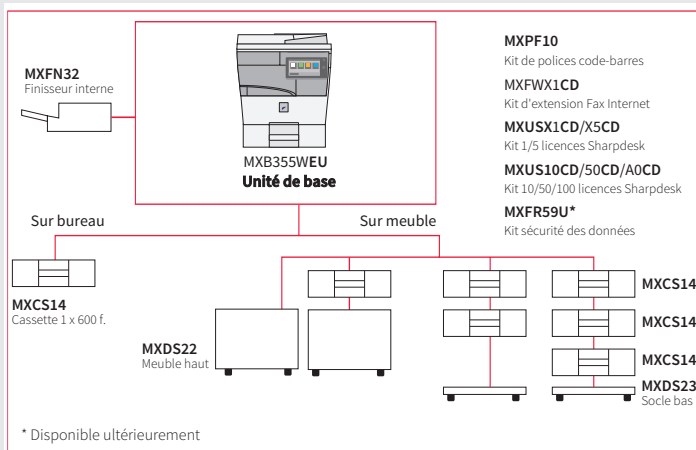 MXPF10
Kit de polices code-barres
MXFWX1CD
Kit d'extension Fax Internet
MXUSX1CD/X5CD
Kit 1/5 licences Sharpdesk
MXUS10CD/50CD/A0CD
Kit 10/50/100 licences Sharpdesk
MXFR59U*
Kit sécurité des données
MXFN32
Finisseur interne
MXB355WEU
Unité de base
Sur bureau
Sur meuble
MXCS14
Cassette 1 x 600 f.
MXDS22
Meuble haut
MXCS14
MXCS14
MXCS14
MXDS23
Socle bas
* Disponible ultérieurement